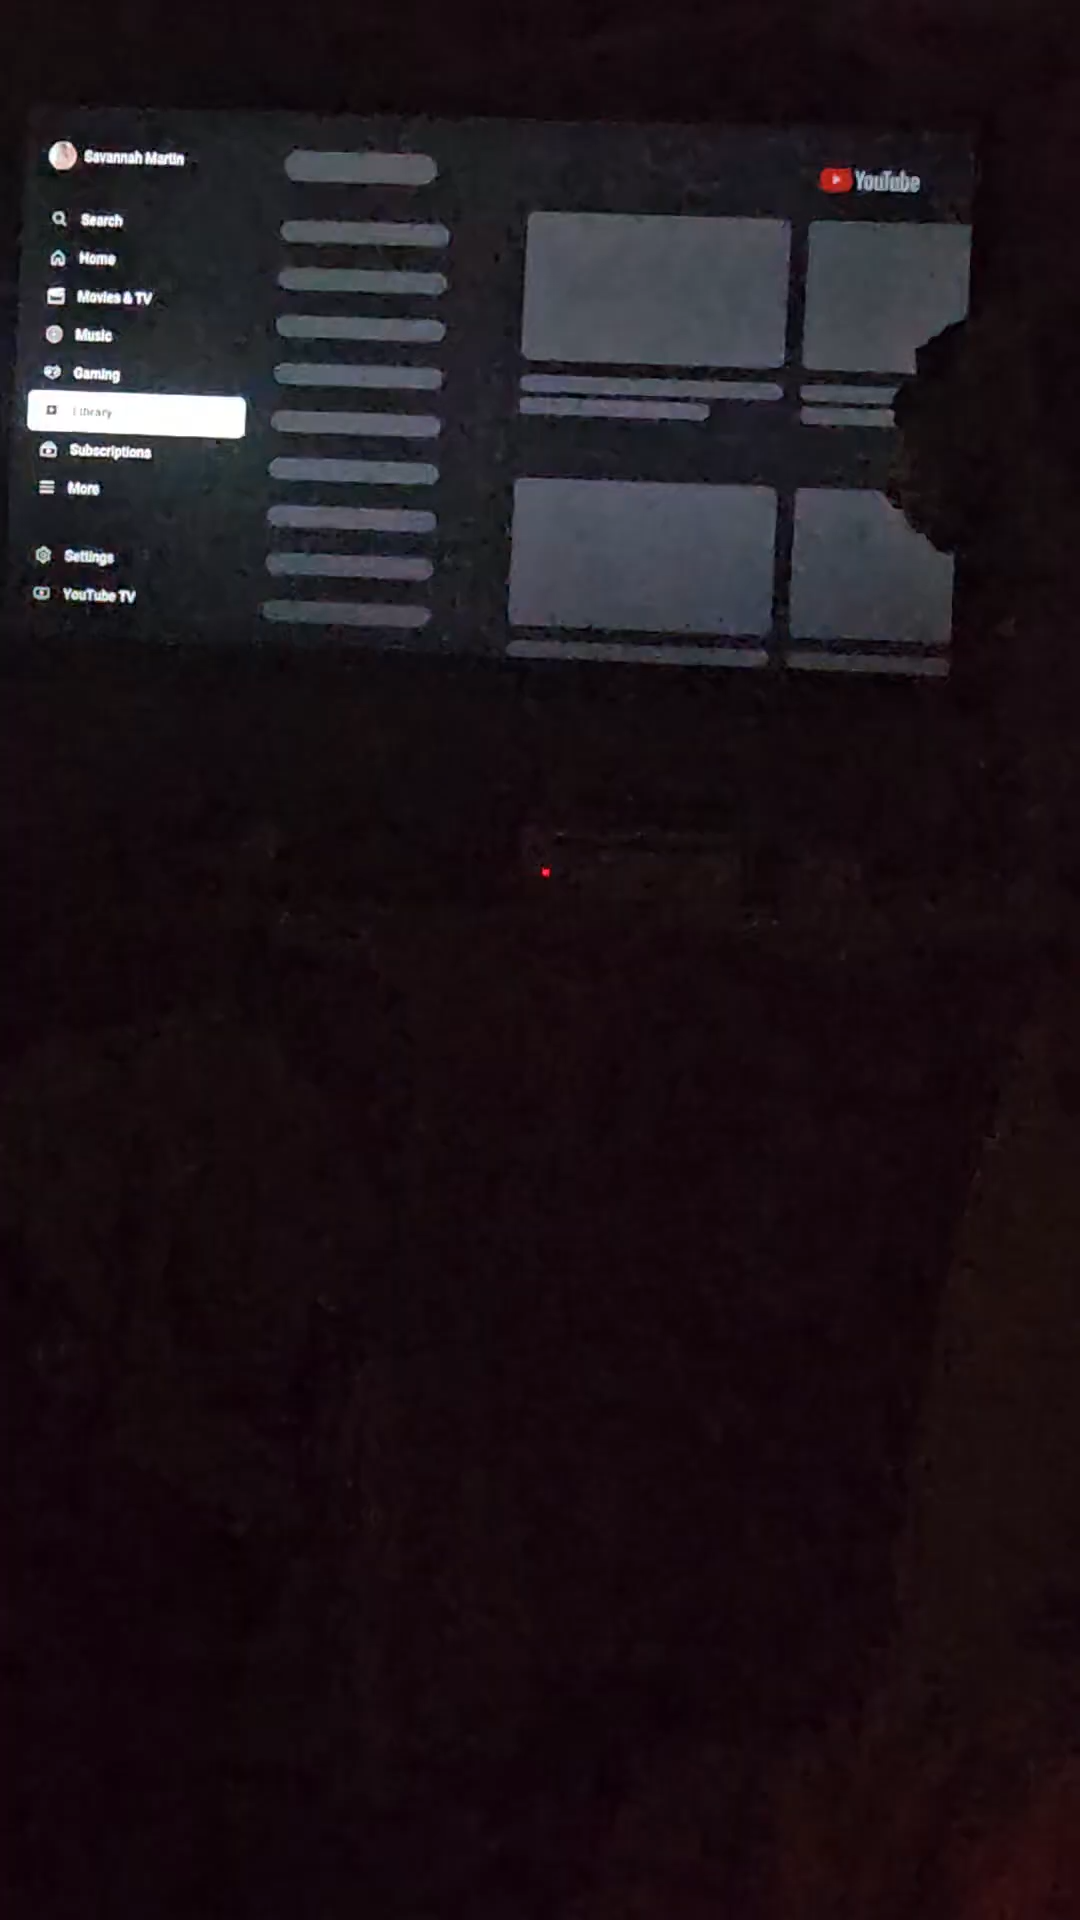 Savannah Martin
YouTube
Search
Home
Movies & TV
Music
Gaming
Library
Subscriptions
More
Settings
YouTube TV